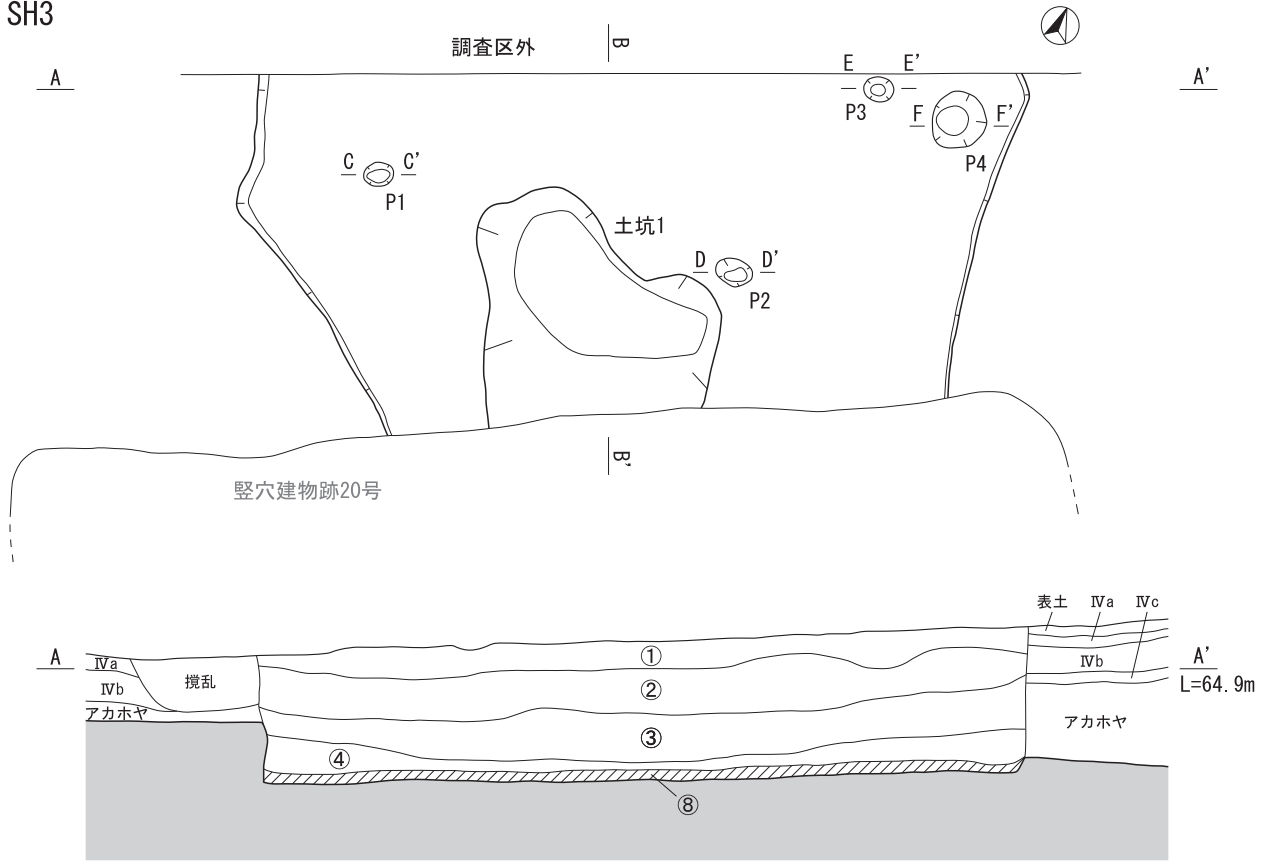 SH3
調査区外
B
A
A’
E E’
P3
F F’
P4
C C’
P1
土坑1
D D’
P2
B’
竪穴建物跡20号
表土 Ⅳa Ⅳc
A
Ⅳa
Ⅳb
撹乱
アカホヤ
①
②
③
④
⑧
Ⅳb
アカホヤ
A’
L=64.9m